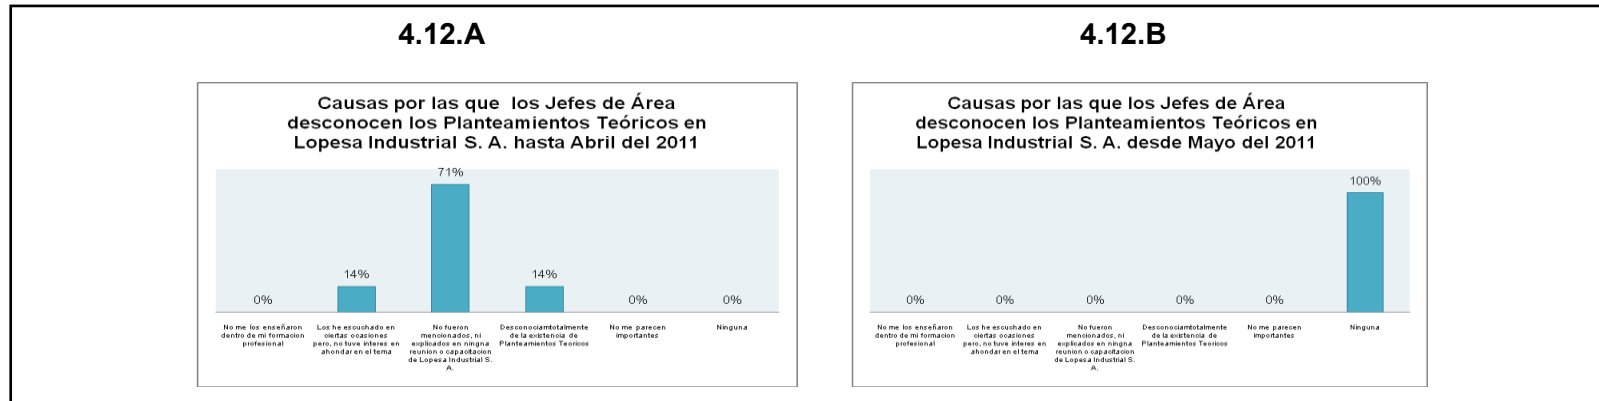 4.12.A
Causas por las que los Jefes de Área
desconocen los Planteamientos Teóricos en
Lopesa Industrial S. A. hasta Abril del 2011
71%
14%
14%
0%
0%
0%
No me los enseñaron
dentro de mi formacion
profesional
Los he escuchado en
ciertas ocasiones
pero, no tuve interes en
ahondar en el tema
No fueron
mencionados, ni
explicados en ningna
reunion o capacitacion
de Lopesa Industrial S.
A.
Desconociamtotalmente
de la existencia de
Planteamientos Teoricos
No me parecen
importantes
Ninguna
4.12.B
Causas por las que los Jefes de Área
desconocen los Planteamientos Teóricos en
Lopesa Industrial S. A. desde Mayo del 2011
100%
0%
0%
0%
0%
0%
No me los enseñaron
dentro de mi formacion
profesional
Los he escuchado en
ciertas ocasiones
pero, no tuve interes en
ahondar en el tema
No fueron
mencionados, ni
explicados en ningna
reunion o capacitacion
de Lopesa Industrial S.
A.
Desconociamtotalmente
de la existencia de
Planteamientos Teoricos
No me parecen
importantes
Ninguna